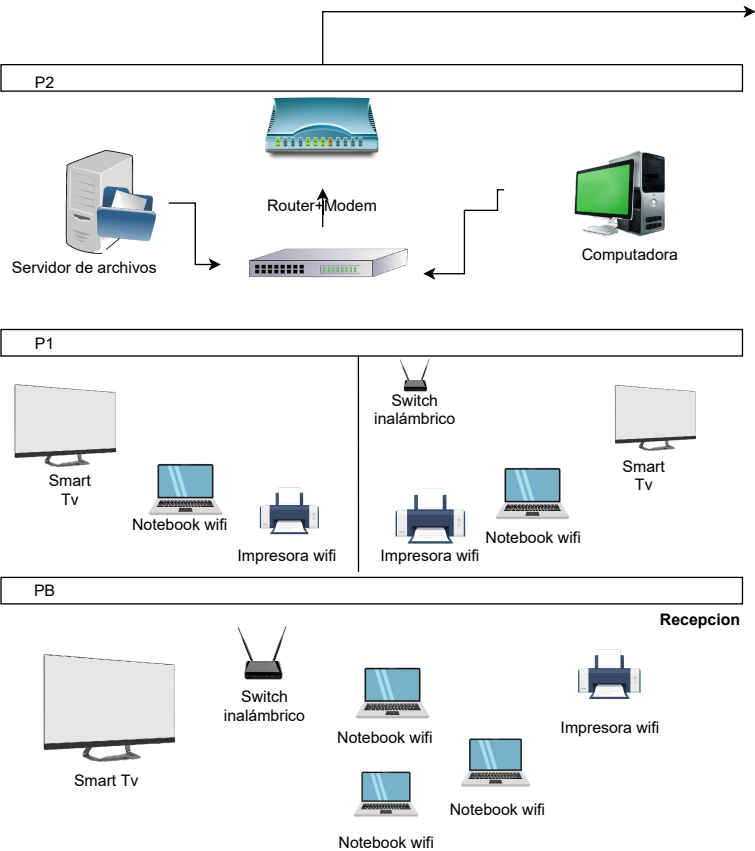 P2
Router+Modem
Servidor de archivos
Computadora
P1
Switch
inalámbrico
Smart
Tv
Smart
Tv
Notebook wifi
Notebook wifi
Impresora wifi
Impresora wifi
PB
Recepcion
Switch
inalámbrico
Impresora wifi
Notebook wifi
Smart Tv
Notebook wifi
Notebook wifi